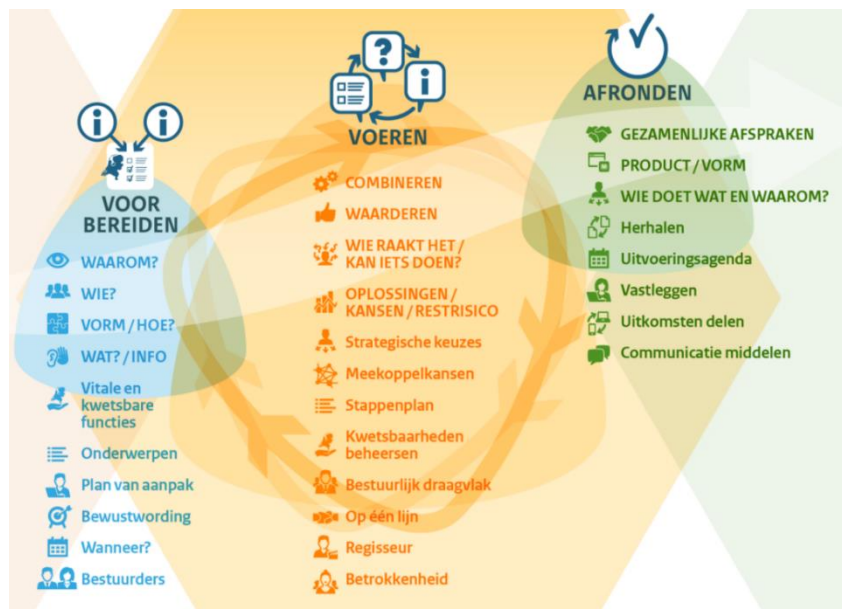 VOOR
BEREIDEN
WAAROM?
WIE?
VORM / HOE?
WAT? / INFO
Vitale en
kwetsbare
functies
Onderwerpen
Plan van aanpak
Bewustwording
Wanneer?
Bestuurders
VOEREN
COMBINEREN
WAARDEREN
WIE RAAKT HET /
KAN IETS DOEN?
OPLOSSINGEN /
KANSEN / RESTRISICO
Strategische keuzes
Meekoppelkansen
Stappenplan
Kwetsbaarheden
beheersen
Bestuurlijk draagvlak
Op één lijn
Regisseur
Betrokkenheid
AFRONDEN
GEZAMENLIJKE AFSPRAKEN
PRODUCT / VORM
WIE DOET WAT EN WAAROM?
Herhalen
Uitvoeringsagenda
Vastleggen
Uitkomsten delen
Communicatie middelen